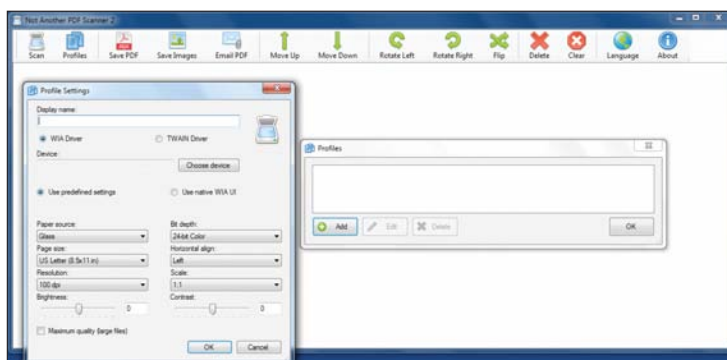 Not Another PDF Scanner 2
Scan Profiles Save PDF Save Images Email PDF Move Up Move Down Rotate Left Rotate Right Flip Delete Clear Language About
Profile Settings
Display name:
WIA Driver TWAIN Driver
Device:
Choose device
Use predefined settings Use native WIA UI
Paper source: Bit depth:
Glass 24-bit Color
Page size: Horizontal align:
US Letter (8.5x11 in) Left
Resolution: Scale:
100 dpi 1:1
Brightness: Contrast:
0 0
Maximum quality (large files)
OK Cancel
Profiles
Add Edit Delete OK